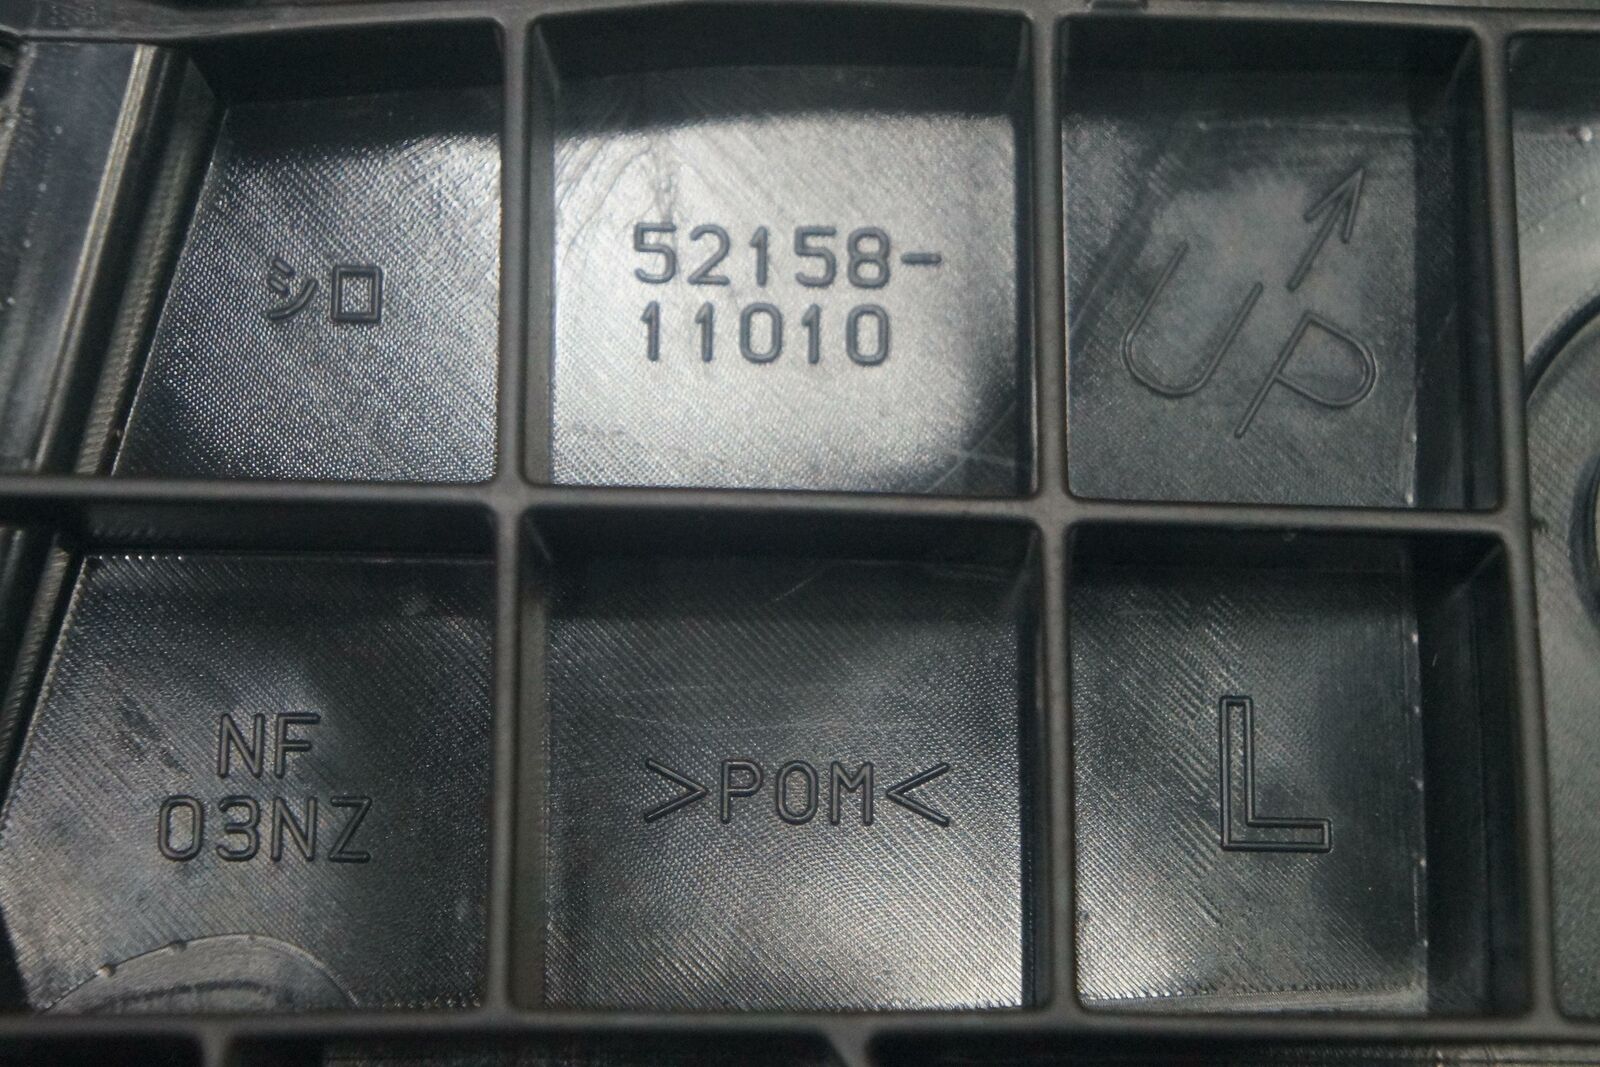 シロ
52158-
11010
UP
NF
03NZ
>POM<
L